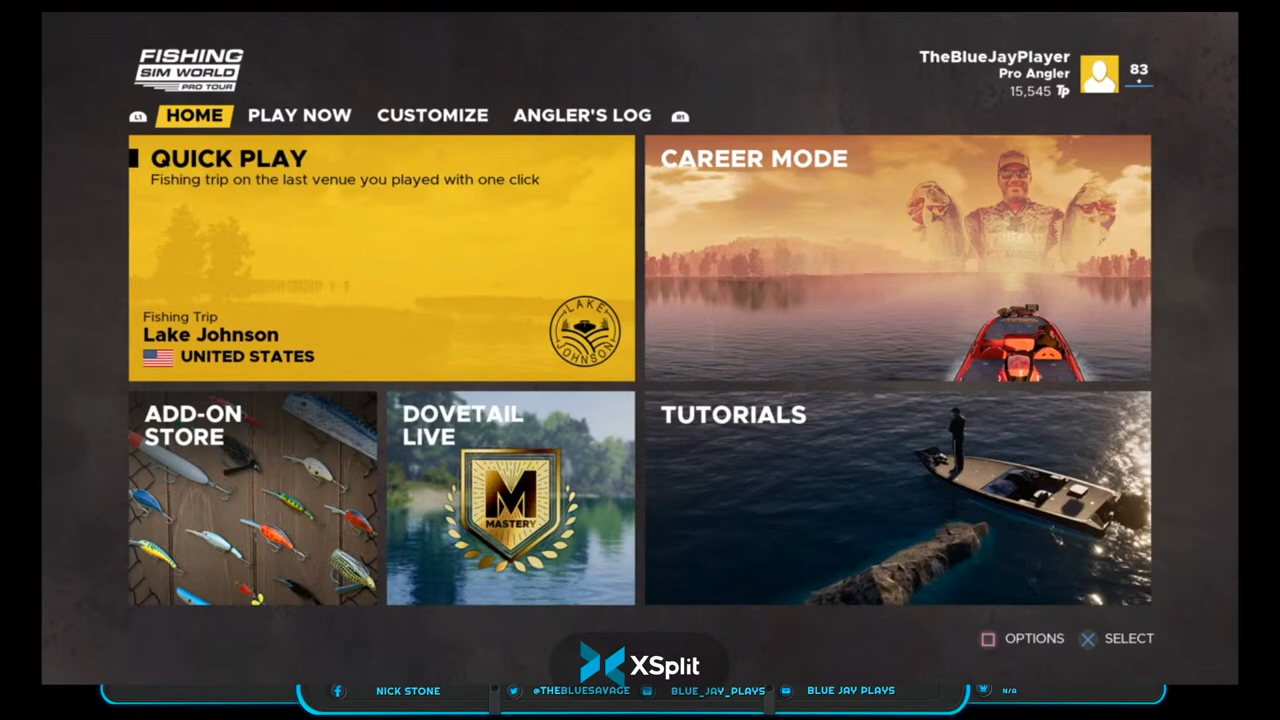 FISHING
SIM WORLD
PRO TOUR
TheBlueJayPlayer
Pro Angler
15,545 Tp
83
L1 HOME PLAY NOW CUSTOMIZE ANGLER'S LOG R1
QUICK PLAY
Fishing trip on the last venue you played with one click
Fishing Trip
Lake Johnson
UNITED STATES
LAKE
JOHNSON
CAREER MODE
ADD-ON
STORE
DOVETAIL
LIVE
M
MASTERY
TUTORIALS
OPTIONS SELECT
XSplit
NICK STONE @THEBLUESAVAGE BLUE_JAY_PLAYS BLUE JAY PLAYS N/A